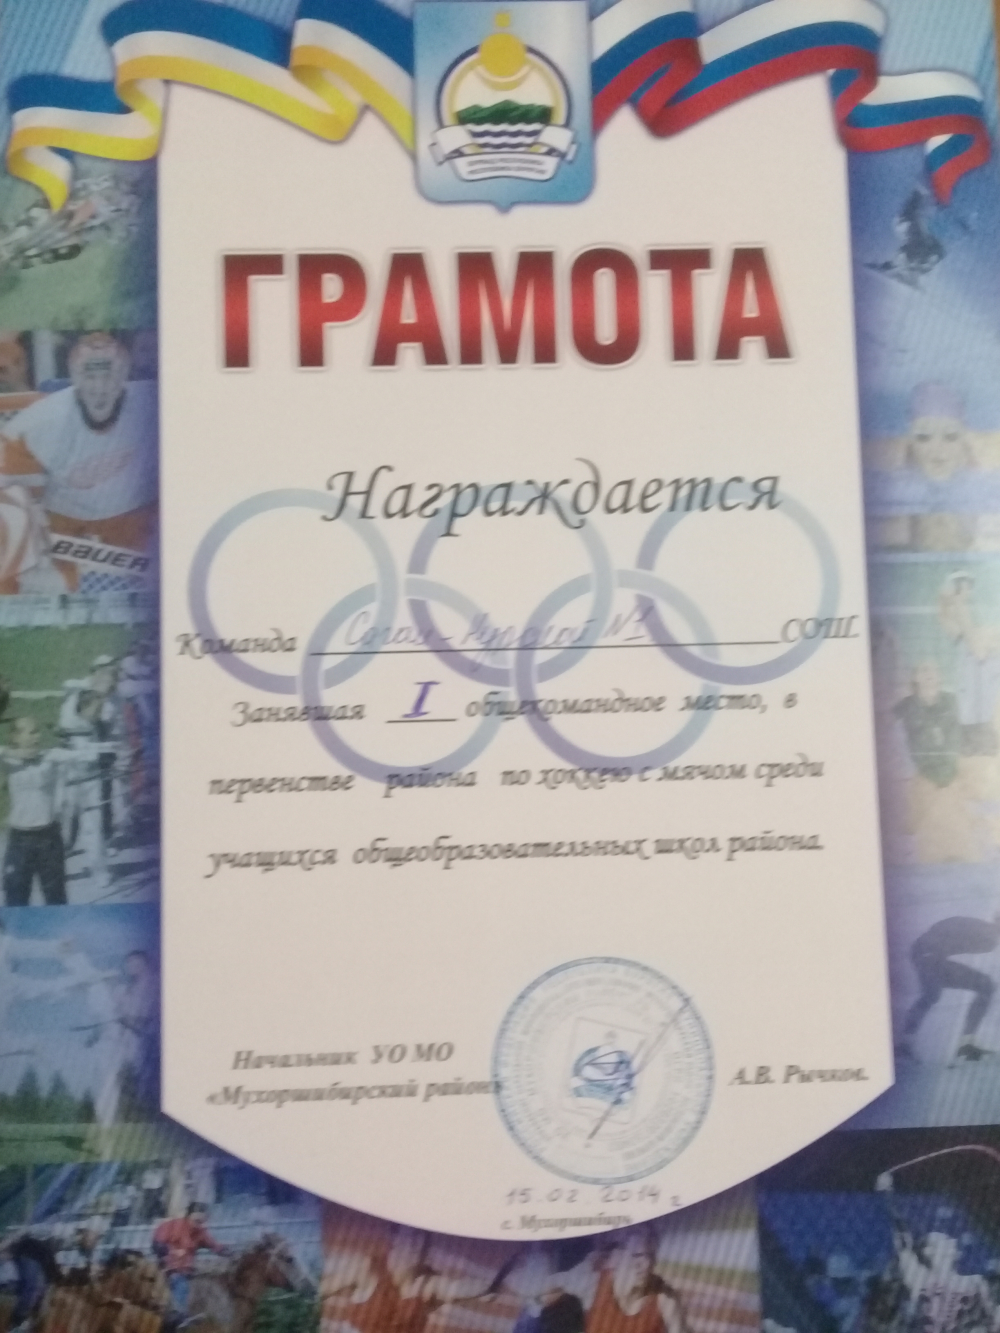 ГРАМОТА
Награждается
Команда Саган-Нурской №1 СОШ.
Занявшая I общекомандное место, в
первенстве района по хоккею с мячом среди
учащихся общеобразовательных школ района.
Начальник УО МО
«Мухоршибирский район»
А.В. Рычков.
15.02.2014 г.
с. Мухоршибирь
BAUER